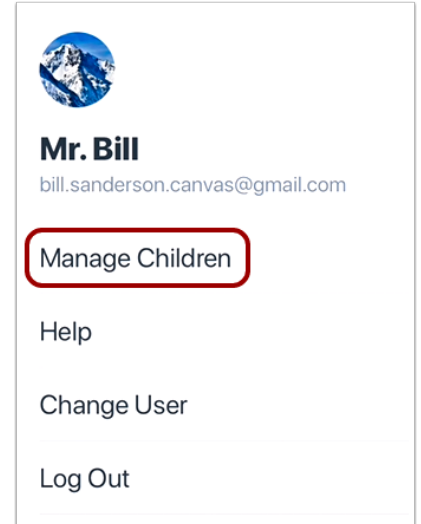 Mr. Bill
bill.sanderson.canvas@gmail.com
Manage Children
Help
Change User
Log Out